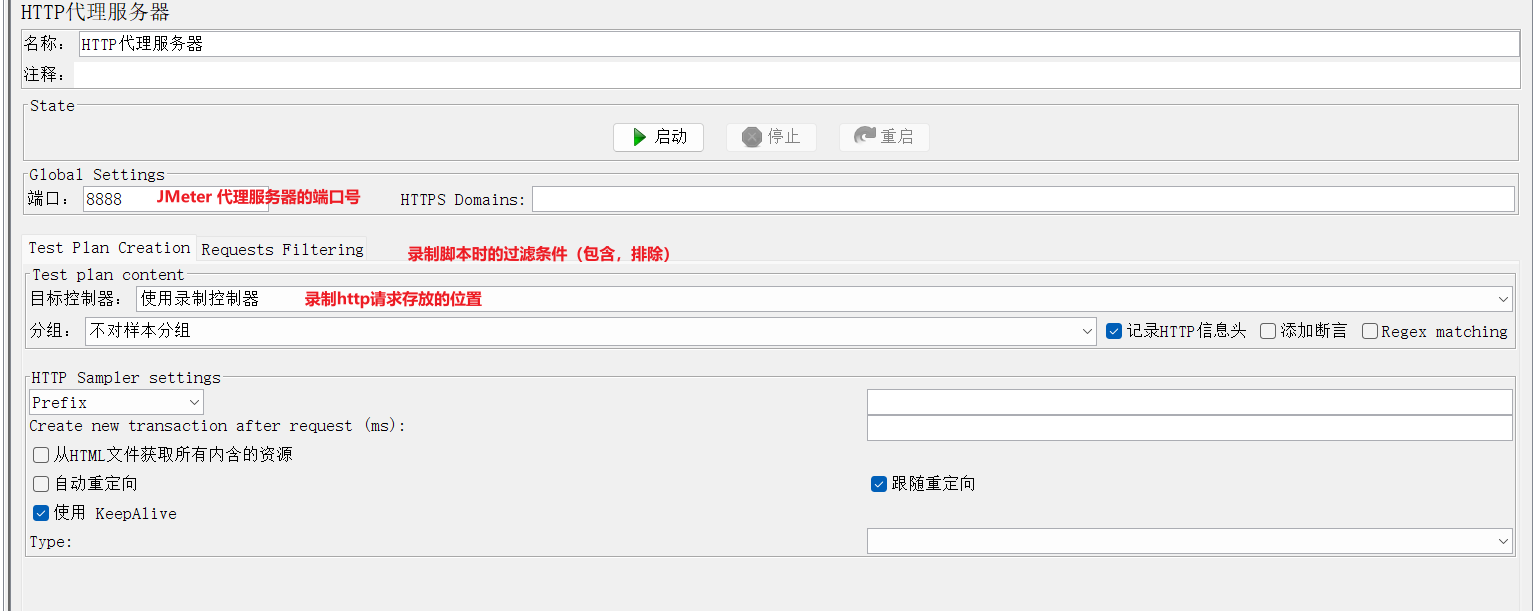 HTTP代理服务器
名称： HTTP代理服务器
注释：
State
启动 停止 重启
Global Settings
端口： 8888 JMeter 代理服务器的端口号 HTTPS Domains:
Test Plan Creation Requests Filtering 录制脚本时的过滤条件（包含，排除）
Test plan content
目标控制器： 使用录制控制器 录制http请求存放的位置
分组： 不对样本分组 记录HTTP信息头 添加断言 Regex matching
HTTP Sampler settings
Prefix
Create new transaction after request (ms):
从HTML文件获取所有内含的资源
自动重定向 跟随重定向
使用 KeepAlive
Type: